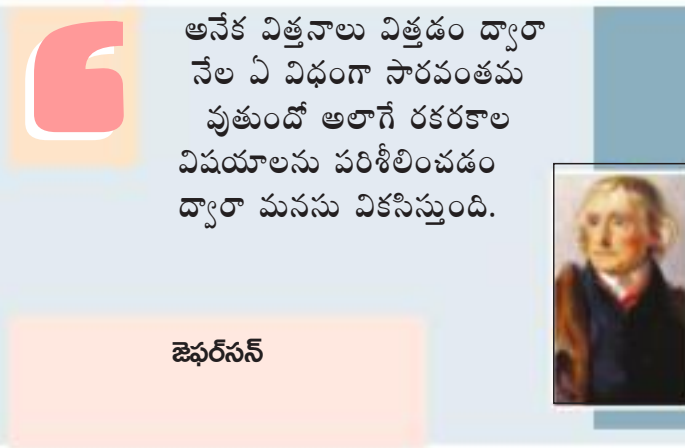 అనేక విత్తనాలు విత్తడం ద్వారా
నేల ఏ విధంగా సారవంతమ
వుతుందో అలాగే రకరకాల
విషయాలను పరిశీలించడం
ద్వారా మనసు వికసిస్తుంది.
జెఫర్‌సన్